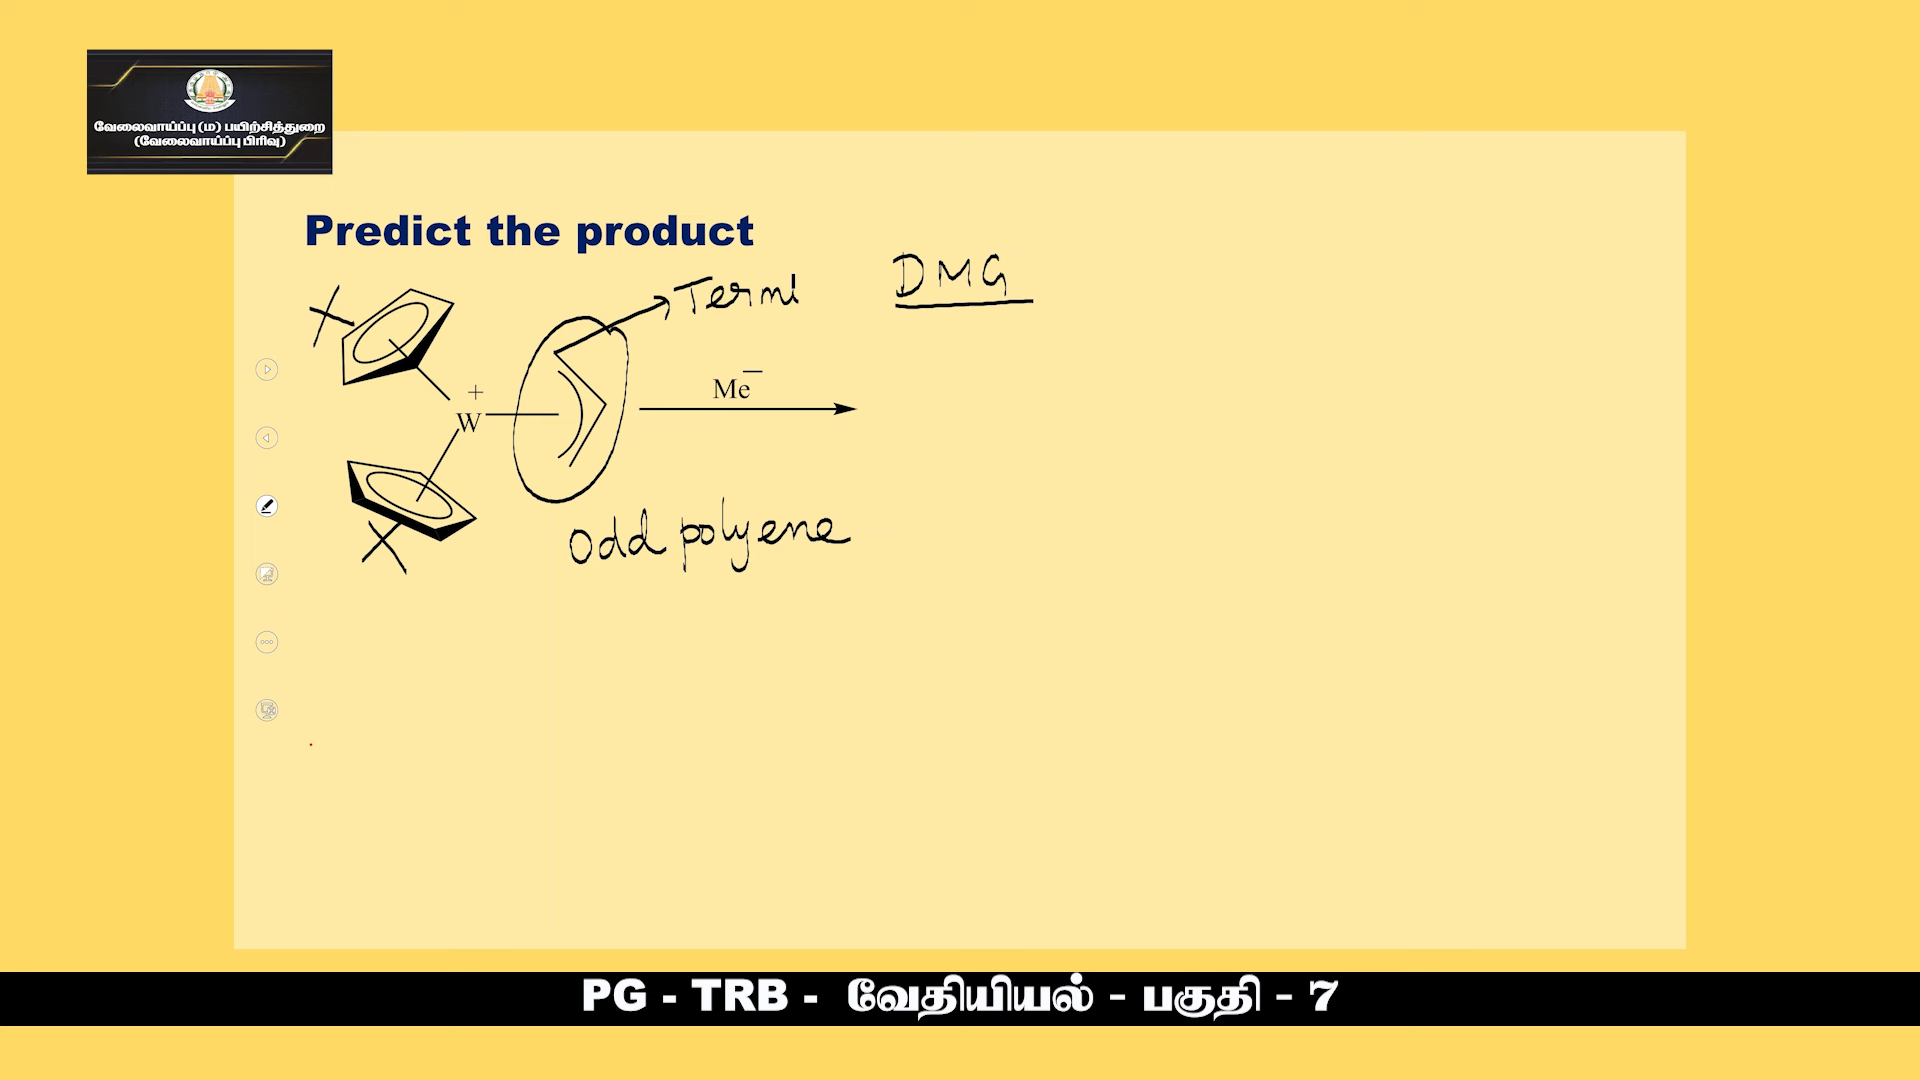 வேலைவாய்ப்பு (ம) பயிற்சித்துறை
(வேலைவாய்ப்பு பிரிவு)
Predict the product
DMG
Termi
X
+
W
Me−
X
Odd polyene
PG - TRB - வேதியியல் - பகுதி - 7